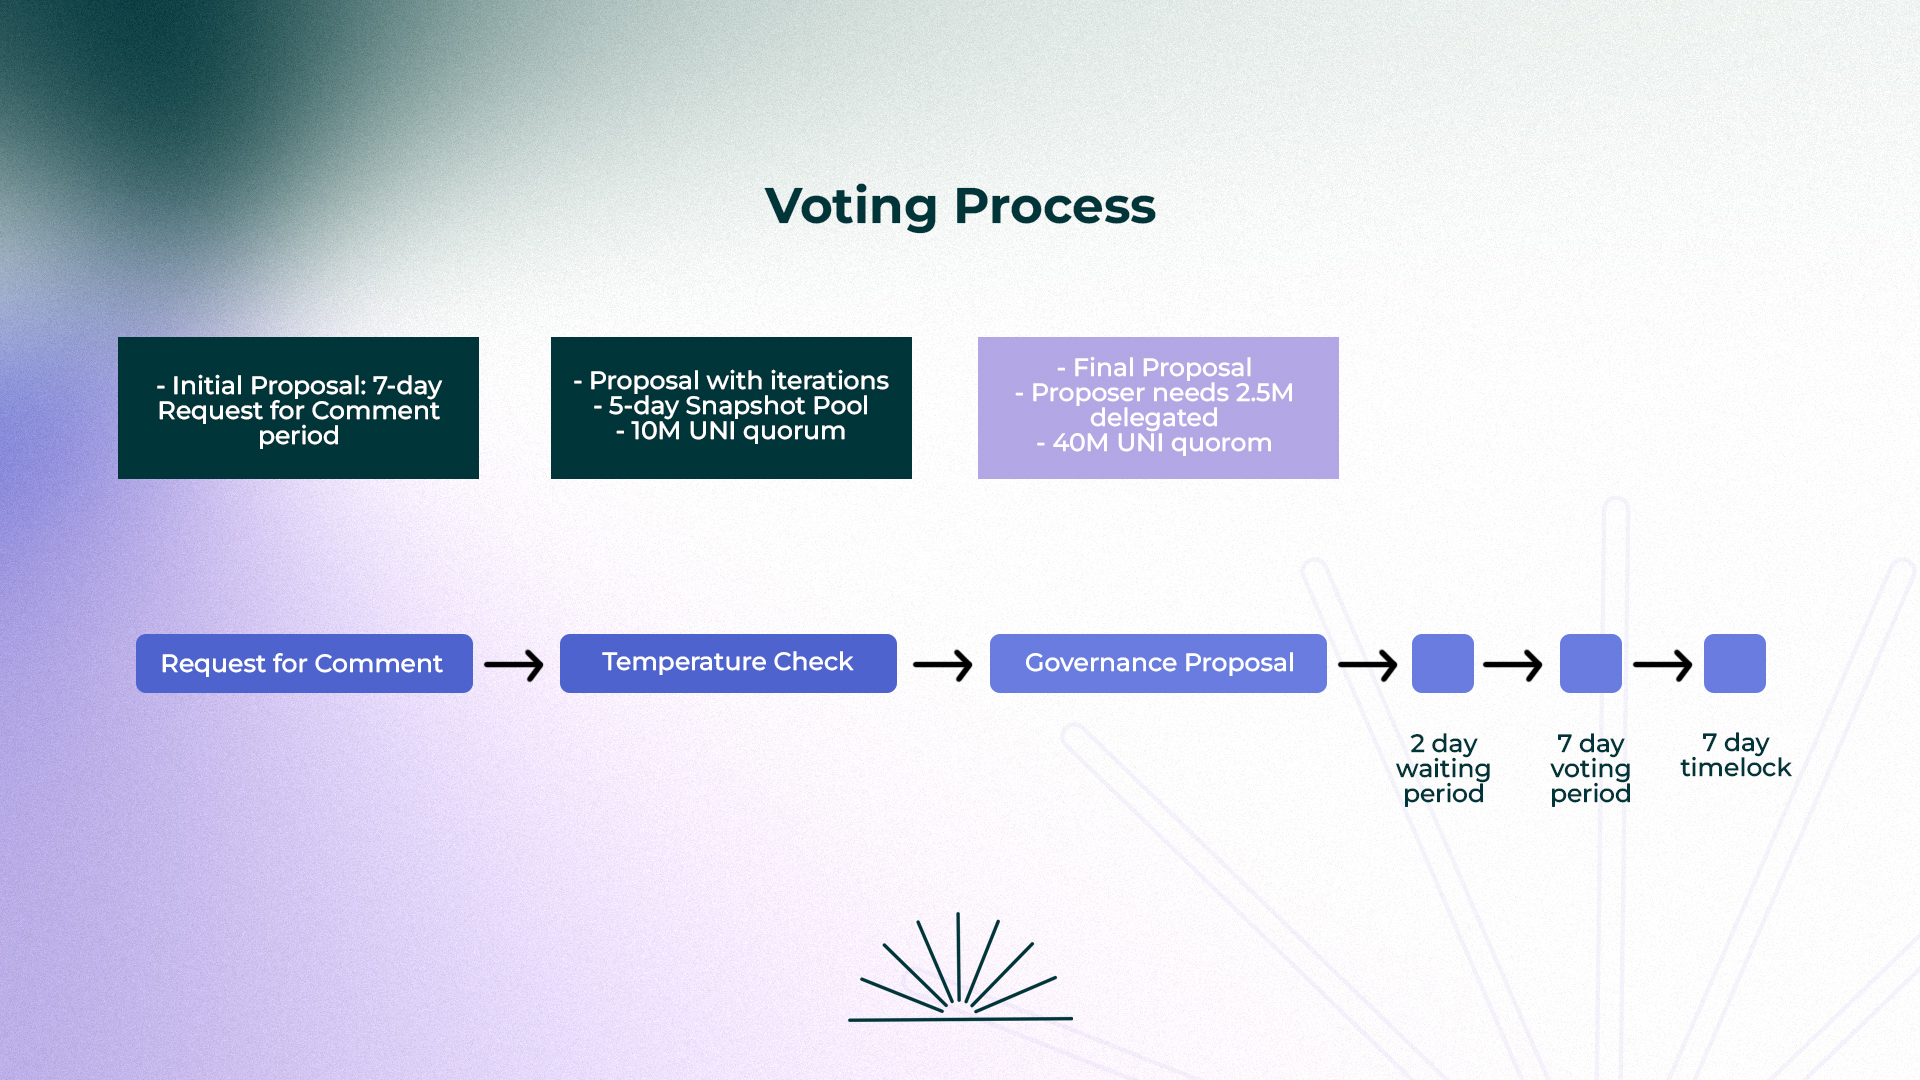 Voting Process
- Initial Proposal: 7-day
Request for Comment
period
- Proposal with iterations
- 5-day Snapshot Pool
- 10M UNI quorum
- Final Proposal
- Proposer needs 2.5M
delegated
- 40M UNI quorom
Request for Comment
Temperature Check
Governance Proposal
2 day
waiting
period
7 day
voting
period
7 day
timelock